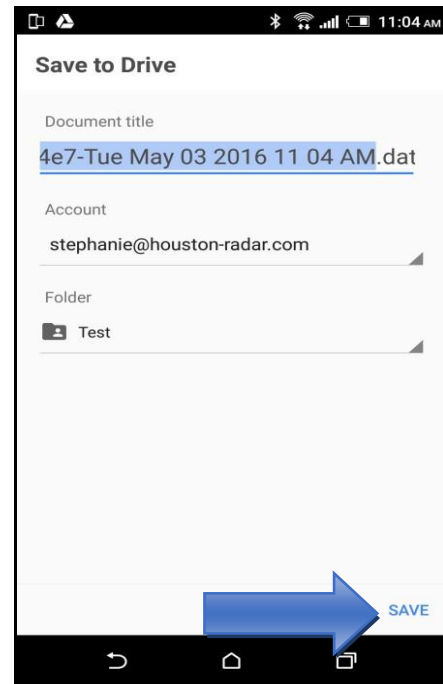 11:04 AM
Save to Drive
Document title
4e7-Tue May 03 2016 11 04 AM.dat
Account
stephanie@houston-radar.com
Folder
Test
SAVE